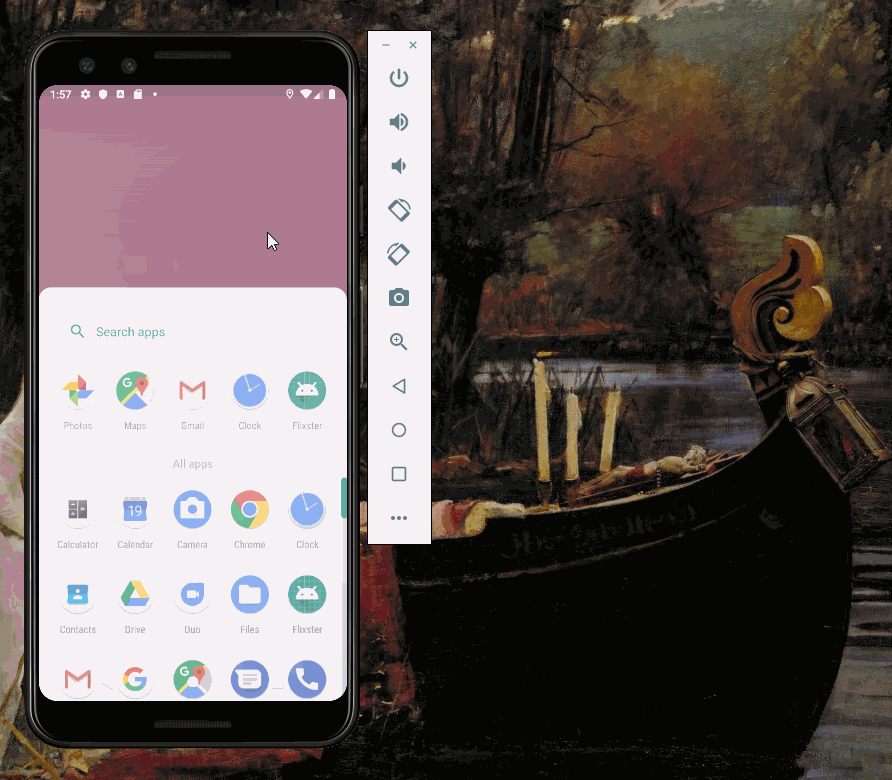 1:57
Search apps
Photos Maps Gmail Clock Flixster
All apps
19
Calculator Calendar Camera Chrome Clock
Contacts Drive Duo Files Flixster